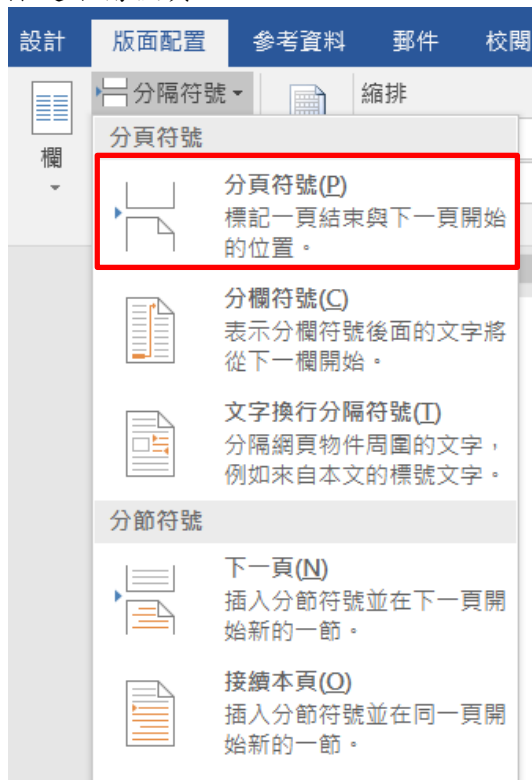 設計 版面配置 參考資料 郵件 校閱
分隔符號 縮排
欄
分頁符號
分頁符號(P)
標記一頁結束與下一頁開始
的位置。
分欄符號(C)
表示分欄符號後面的文字將
從下一欄開始。
文字換行分隔符號(T)
分隔網頁物件周圍的文字，
例如來自本文的標號文字。
分節符號
下一頁(N)
插入分節符號並在下一頁開
始新的一節。
接續本頁(O)
插入分節符號並在同一頁開
始新的一節。